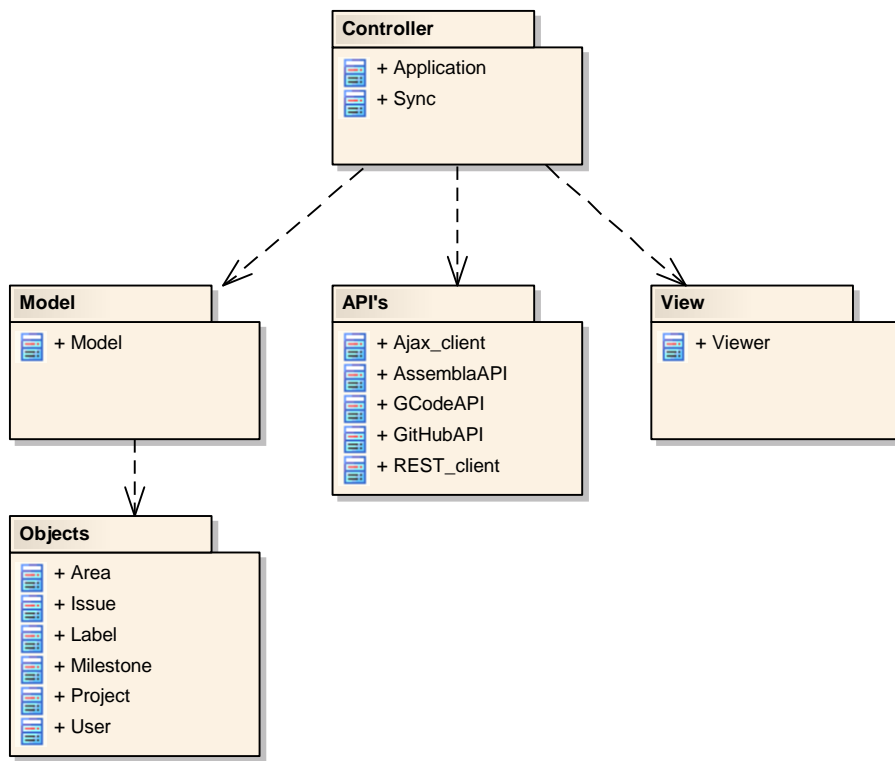 Controller
+ Application
+ Sync
Model
+ Model
API's
+ Ajax_client
+ AssemblaAPI
+ GCodeAPI
+ GitHubAPI
+ REST_client
View
+ Viewer
Objects
+ Area
+ Issue
+ Label
+ Milestone
+ Project
+ User